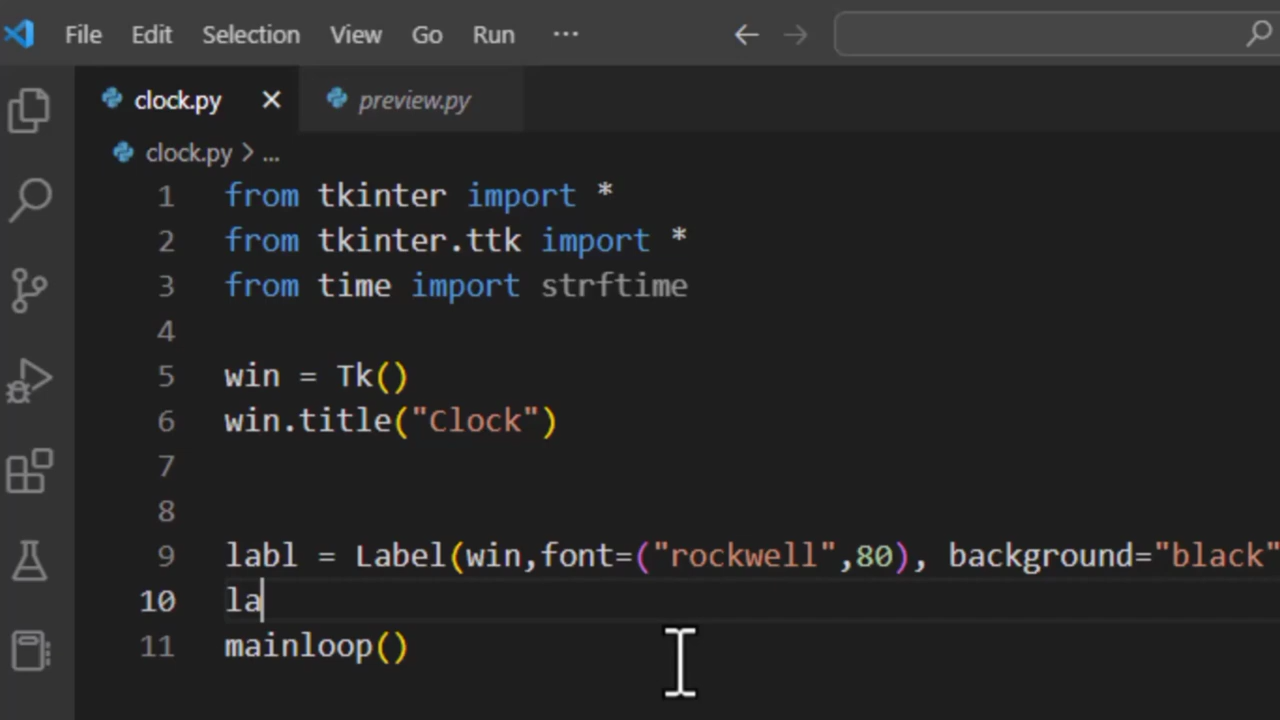 File Edit Selection View Go Run ...
clock.py preview.py
clock.py > ...
1 from tkinter import *
2 from tkinter.ttk import *
3 from time import strftime
4
5 win = Tk()
6 win.title("Clock")
7
8
9 labl = Label(win,font=("rockwell",80), background="black"
10 la
11 mainloop()